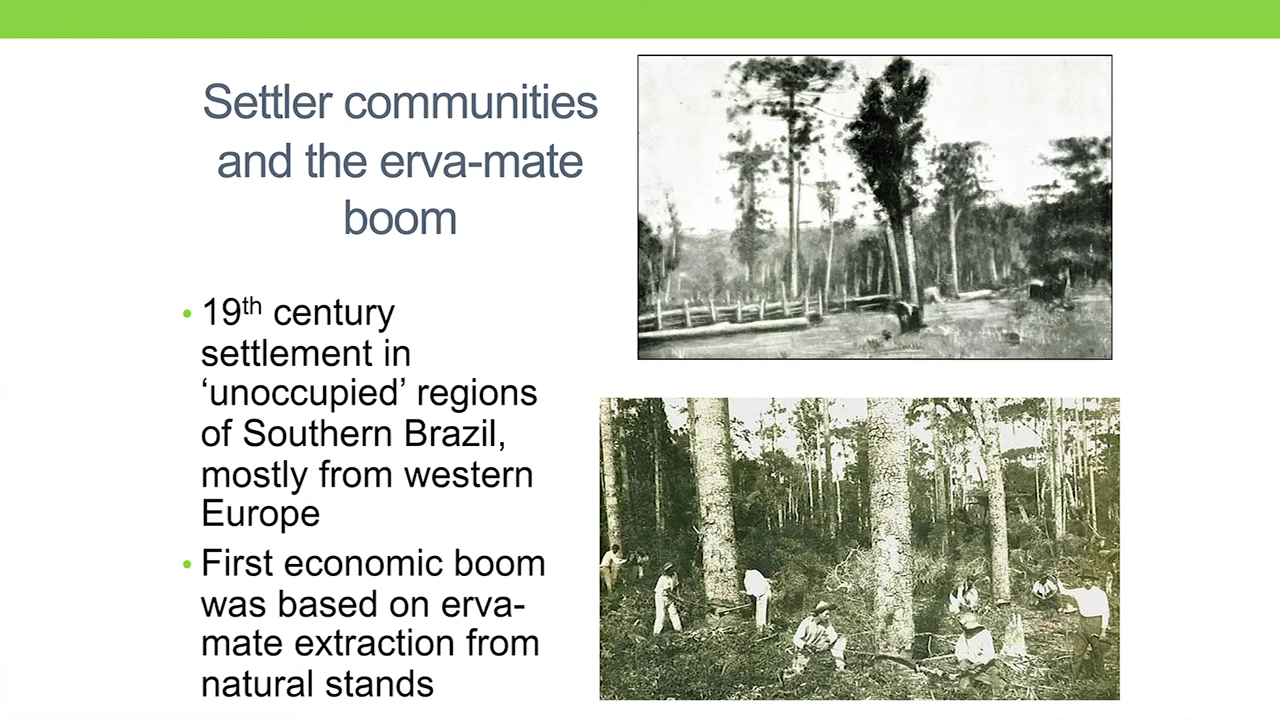 Settler communities
and the erva-mate
boom
• 19th century
settlement in
‘unoccupied’ regions
of Southern Brazil,
mostly from western
Europe
• First economic boom
was based on erva-
mate extraction from
natural stands